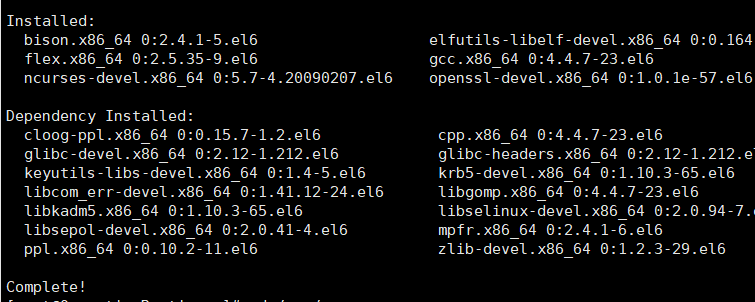 Installed:
bison.x86_64 0:2.4.1-5.el6 elfutils-libelf-devel.x86_64 0:0.164
flex.x86_64 0:2.5.35-9.el6 gcc.x86_64 0:4.4.7-23.el6
ncurses-devel.x86_64 0:5.7-4.20090207.el6 openssl-devel.x86_64 0:1.0.1e-57.el6
Dependency Installed:
cloog-ppl.x86_64 0:0.15.7-1.2.el6 cpp.x86_64 0:4.4.7-23.el6
glibc-devel.x86_64 0:2.12-1.212.el6 glibc-headers.x86_64 0:2.12-1.212.el
keyutils-libs-devel.x86_64 0:1.4-5.el6 krb5-devel.x86_64 0:1.10.3-65.el6
libcom_err-devel.x86_64 0:1.41.12-24.el6 libgomp.x86_64 0:4.4.7-23.el6
libkadm5.x86_64 0:1.10.3-65.el6 libselinux-devel.x86_64 0:2.0.94-7.
libsepol-devel.x86_64 0:2.0.41-4.el6 mpfr.x86_64 0:2.4.1-6.el6
ppl.x86_64 0:0.10.2-11.el6 zlib-devel.x86_64 0:1.2.3-29.el6
Complete!